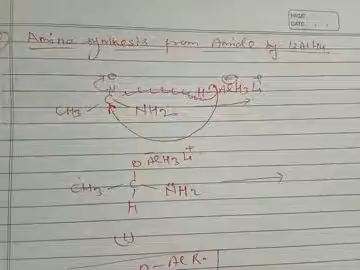 Amine synthesis from Amide by LiAlH4
O
CH3 C NH2 H AlH3 Li+
O AlH3 Li+
CH3 C NH2
H